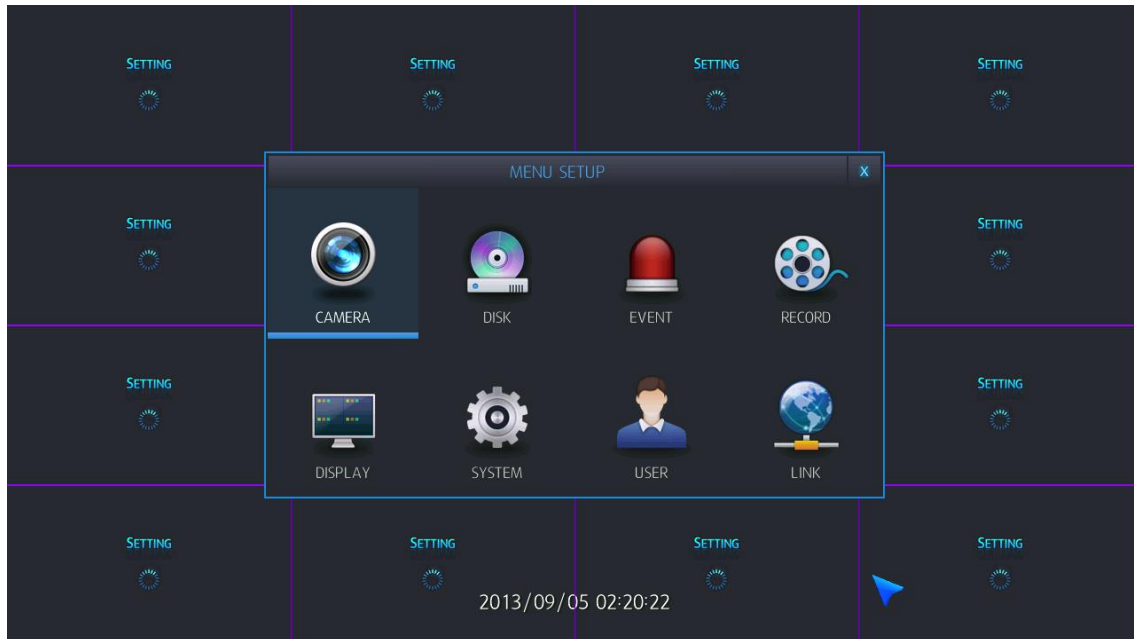 SETTING SETTING SETTING SETTING
MENU SETUP X
SETTING SETTING
CAMERA DISK EVENT RECORD
SETTING SETTING
DISPLAY SYSTEM USER LINK
SETTING SETTING SETTING SETTING
2013/09/05 02:20:22